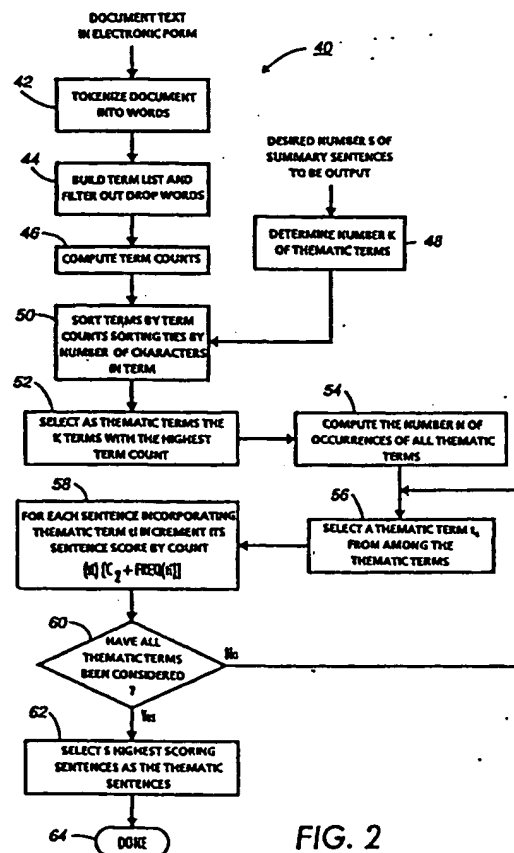 DOCUMENT TEXT
IN ELECTRONIC FORM
40
42
TOKENIZE DOCUMENT
INTO WORDS
44
BUILD TERM LIST AND
FILTER OUT DROP WORDS
DESIRED NUMBER S OF
SUMMARY SENTENCES
TO BE OUTPUT
46
COMPUTE TERM COUNTS
DETERMINE NUMBER K
OF THEMATIC TERMS
48
50
SORT TERMS BY TERM
COUNTS SORTING TIES BY
NUMBER OF CHARACTERS
IN TERM
52
SELECT AS THEMATIC TERMS THE
K TERMS WITH THE HIGHEST
TERM COUNT
54
COMPUTE THE NUMBER N OF
OCCURRENCES OF ALL THEMATIC
TERMS
56
SELECT A THEMATIC TERM ts
FROM AMONG THE
THEMATIC TERMS
58
FOR EACH SENTENCE INCORPORATING
THEMATIC TERM INCREMENT ITS
SENTENCE SCORE BY COUNT
[C2 + FREQ
60
HAVE ALL
THEMATIC TERMS
BEEN CONSIDERED
?
No
Yes
62
SELECT S HIGHEST SCORING
SENTENCES AS THE THEMATIC
SENTENCES
64
DONE
FIG. 2